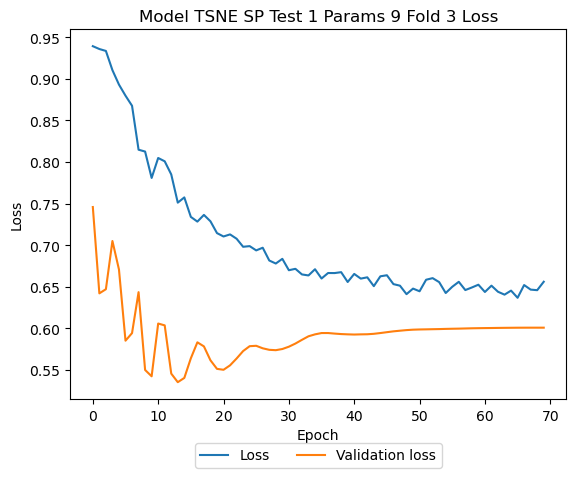 Model TSNE SP Test 1 Params 9 Fold 3 Loss
0.95
0.90
0.85
0.80
0.75
0.70
0.65
0.60
0.55
Loss
0 10 20 30 40 50 60 70
Epoch
Loss Validation loss